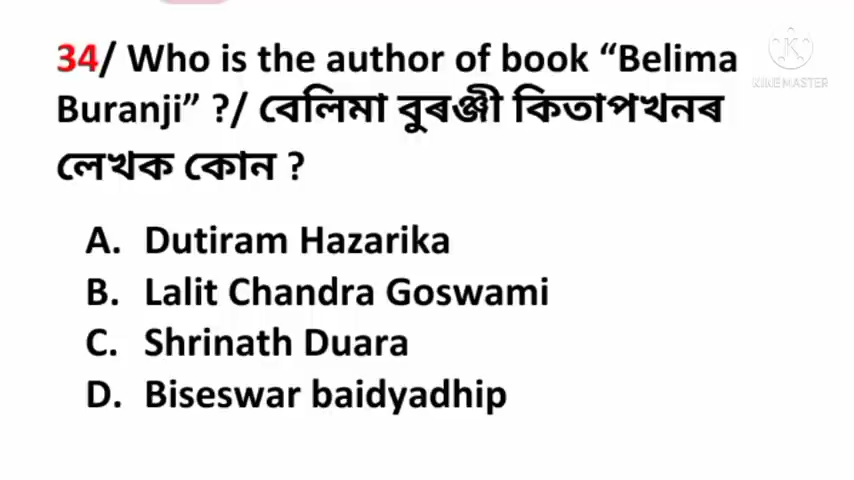 34/ Who is the author of book “Belima
Buranji” ?/ বেলিমা বুৰঞ্জী কিতাপখনৰ
লেখক কোন ?
A. Dutiram Hazarika
B. Lalit Chandra Goswami
C. Shrinath Duara
D. Biseswar baidyadhip
KINEMASTER